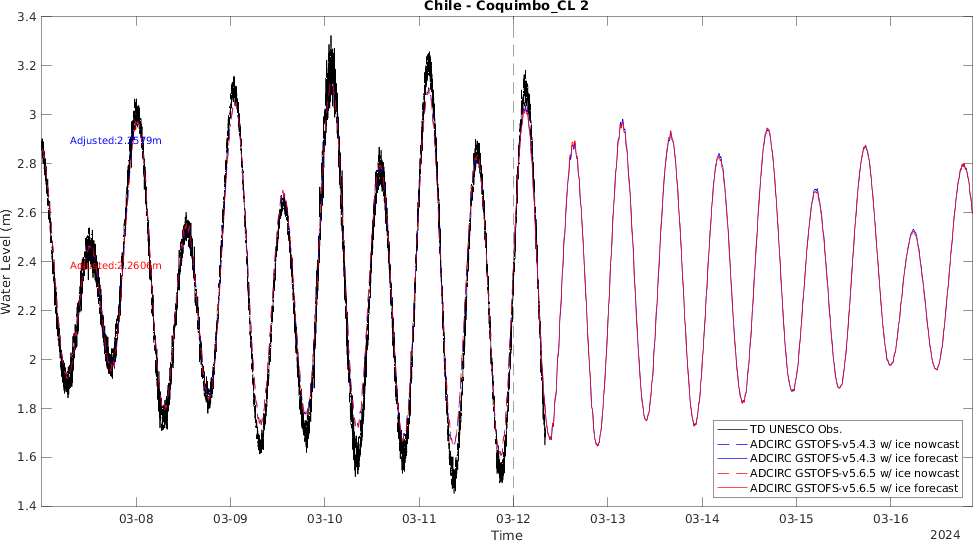 Chile - Coquimbo_CL 2
3.4
3.2
3
2.8
2.6
2.4
2.2
2
1.8
1.6
1.4
Water Level (m)
Adjusted:2.2579m
Adjusted:2.2606m
TD UNESCO Obs.
ADCIRC GSTOFS-v5.4.3 w/ ice nowcast
ADCIRC GSTOFS-v5.4.3 w/ ice forecast
ADCIRC GSTOFS-v5.6.5 w/ ice nowcast
ADCIRC GSTOFS-v5.6.5 w/ ice forecast
03-08 03-09 03-10 03-11 03-12 03-13 03-14 03-15 03-16
Time
2024